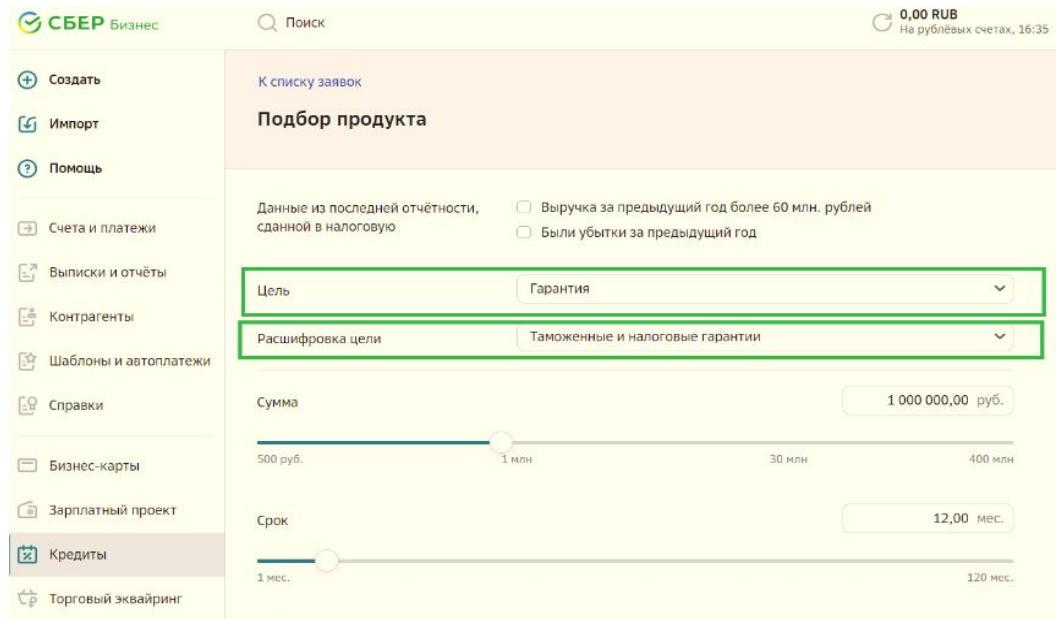 СБЕР Бизнес
Поиск
0,00 RUB
На рублёвых счетах, 16:35
Создать
Импорт
Помощь
Счета и платежи
Выписки и отчёты
Контрагенты
Шаблоны и автоплатежи
Справки
Бизнес-карты
Зарплатный проект
Кредиты
Торговый эквайринг
К списку заявок
Подбор продукта
Данные из последней отчётности,
сданной в налоговую
Выручка за предыдущий год более 60 млн. рублей
Были убытки за предыдущий год
Цель
Гарантия
Расшифровка цели
Таможенные и налоговые гарантии
Сумма
1 000 000,00 руб.
500 руб.
1 млн
30 млн
400 млн
Срок
12,00 мес.
1 мес.
120 мес.